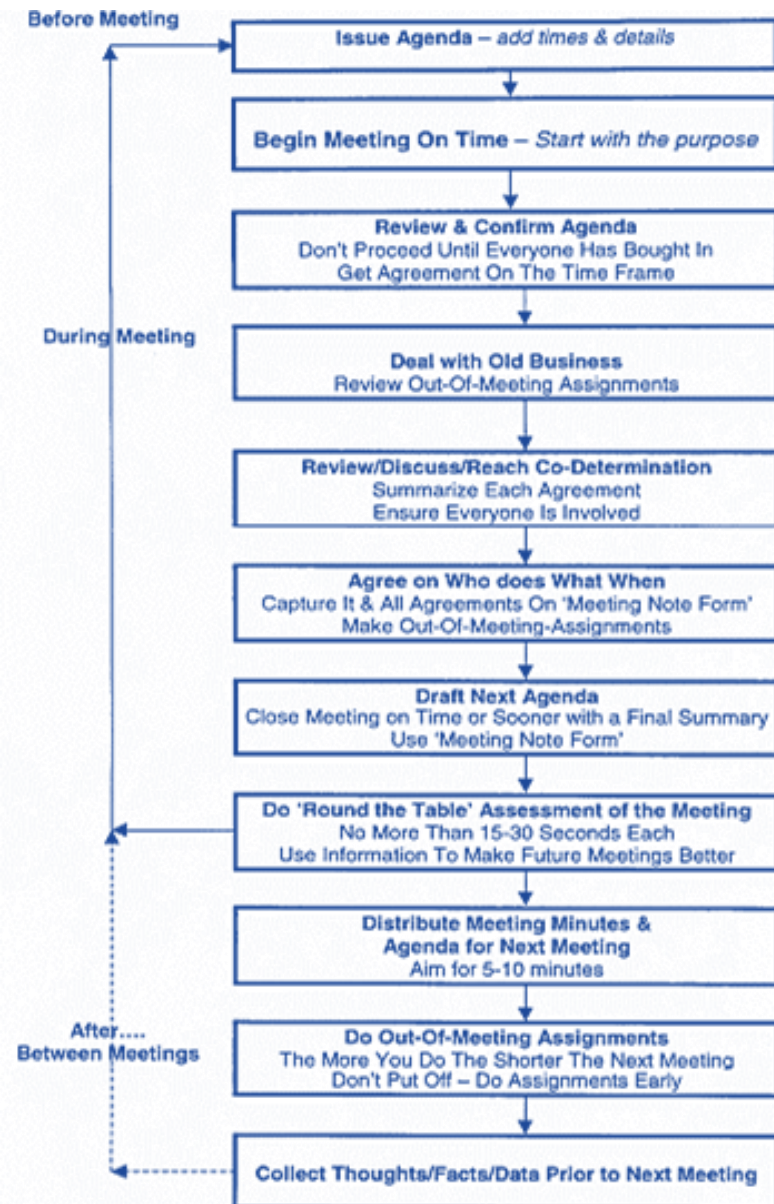 Before Meeting
Issue Agenda – add times & details
Begin Meeting On Time – Start with the purpose
Review & Confirm Agenda
Don't Proceed Until Everyone Has Bought In
Get Agreement On The Time Frame
During Meeting
Deal with Old Business
Review Out-Of-Meeting Assignments
Review/Discuss/Reach Co-Determination
Summarize Each Agreement
Ensure Everyone Is Involved
Agree on Who does What When
Capture It & All Agreements On 'Meeting Note Form'
Make Out-Of-Meeting-Assignments
Draft Next Agenda
Close Meeting on Time or Sooner with a Final Summary
Use 'Meeting Note Form'
Do 'Round the Table' Assessment of the Meeting
No More Than 15-30 Seconds Each
Use Information To Make Future Meetings Better
Distribute Meeting Minutes &
Agenda for Next Meeting
Aim for 5-10 minutes
After....
Between Meetings
Do Out-Of-Meeting Assignments
The More You Do The Shorter The Next Meeting
Don't Put Off – Do Assignments Early
Collect Thoughts/Facts/Data Prior to Next Meeting